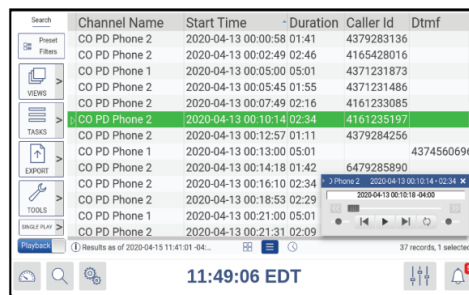 Search
Channel Name Start Time Duration Caller Id Dtmf
Preset Filters
CO PD Phone 2 2020-04-13 00:00:58 01:41 4379283136
CO PD Phone 2 2020-04-13 00:02:49 02:46 4165428016
CO PD Phone 1 2020-04-13 00:05:00 05:01 4371231873
CO PD Phone 2 2020-04-13 00:05:45 01:55 4371231486
VIEWS
CO PD Phone 2 2020-04-13 00:07:49 02:16 4161233085
CO PD Phone 2 2020-04-13 00:10:14 02:34 4161235197
TASKS
CO PD Phone 2 2020-04-13 00:12:57 01:11 4379284256
CO PD Phone 1 2020-04-13 00:13:00 05:01 4374560696
CO PD Phone 2 2020-04-13 00:14:18 01:42 6479285890
EXPORT
CO PD Phone 2 2020-04-13 00:16:10 02:34
CO PD Phone 2 2020-04-13 00:18:53 02:29
TOOLS
CO PD Phone 1 2020-04-13 00:21:00 05:01
SINGLE PLAY
CO PD Phone 2 2020-04-13 00:21:31 02:09
Phone 2 2020-04-13 00:10:14 - 02:34
2020-04-13 00:10:18 -04:00
Playback
Results as of 2020-04-15 11:41:01 -04:...
37 records, 1 selected
11:49:06 EDT